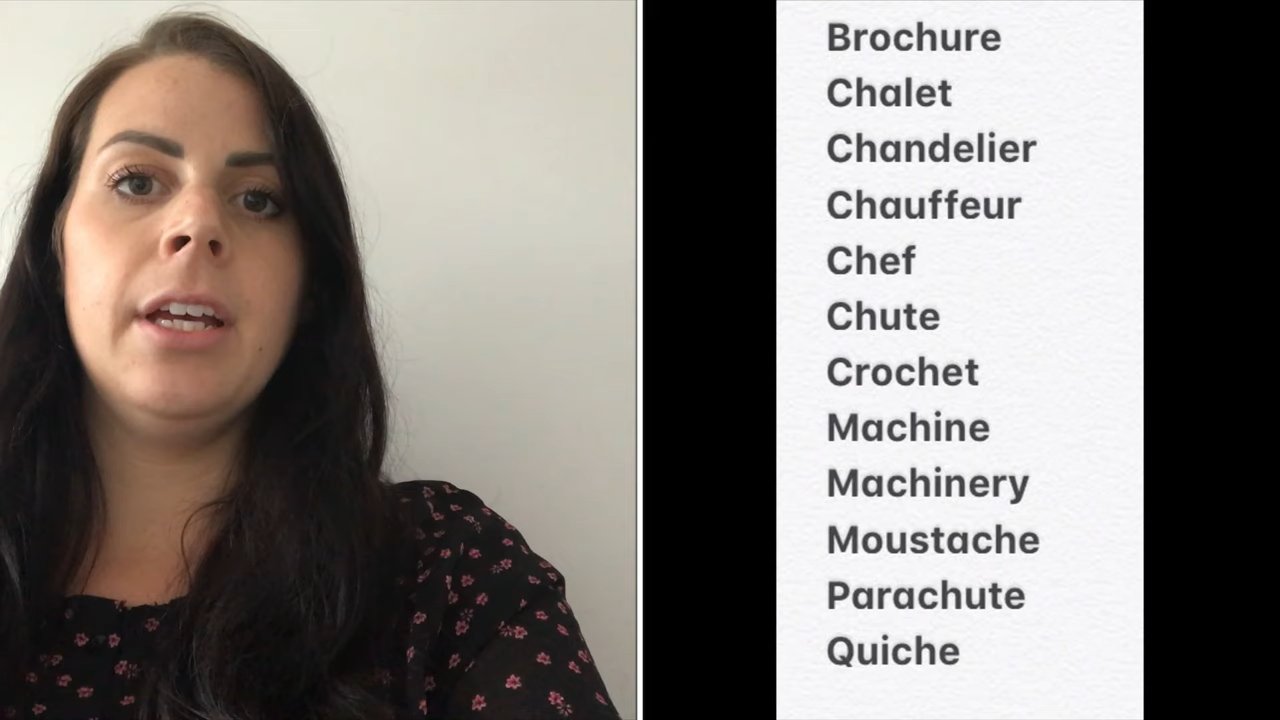 Brochure
Chalet
Chandelier
Chauffeur
Chef
Chute
Crochet
Machine
Machinery
Moustache
Parachute
Quiche